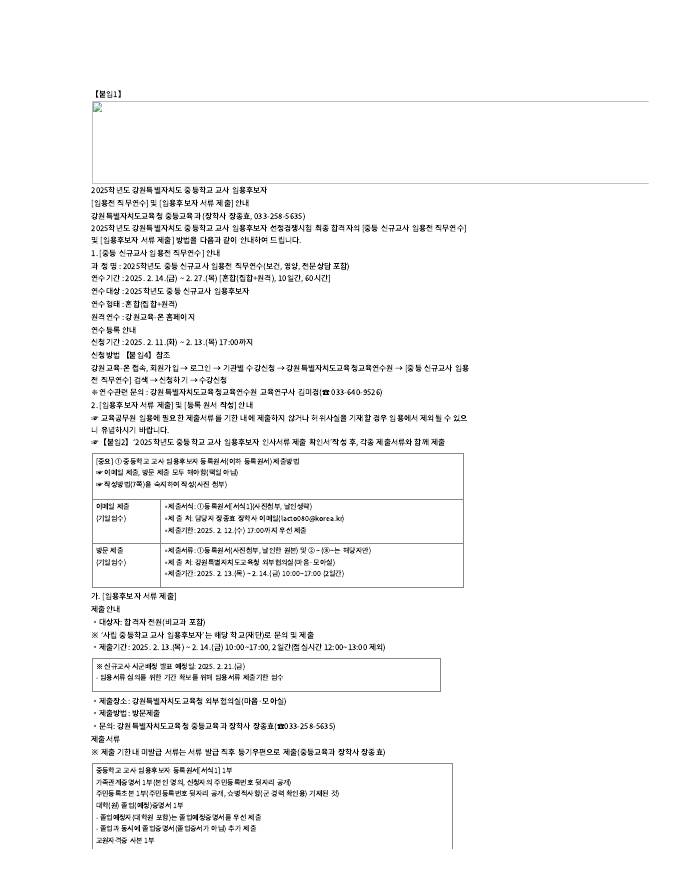 【붙임1】
2025학년도 강원특별자치도 중등학교 교사 임용후보자
[임용전 직무연수] 및 [임용후보자 서류 제출] 안내
강원특별자치도교육청 중등교육과(장학사 장종효, 033-258-5635)
2025학년도 강원특별자치도 중등학교 교사 임용후보자 선정경쟁시험 최종 합격자의 [중등 신규교사 임용전 직무연수]
및 [임용후보자 서류 제출] 방법을 다음과 같이 안내하여 드립니다.
1. [중등 신규교사 임용전 직무연수] 안내
과 정 명 : 2025학년도 중등 신규교사 임용전 직무연수(보건, 영양, 전문상담 포함)
연수기간 : 2025. 2. 14.(금) ~ 2. 27.(목) [혼합(집합+원격), 10일간, 60시간]
연수대상 : 2025학년도 중등 신규교사 임용후보자
연수형태 : 혼합(집합+원격)
원격연수 : 강원교육-온 홈페이지
연수등록 안내
신청기간 : 2025. 2. 11.(화) ~ 2. 13.(목) 17:00까지
신청방법 【붙임4】 참조
강원교육-온 접속, 회원가입 → 로그인 → 기관별 수강신청 → 강원특별자치도교육청교육연수원 → [중등 신규교사 임용
전 직무연수] 검색 → 신청하기 → 수강신청
※ 연수관련 문의 : 강원특별자치도교육청교육연수원 교육연구사 김미경(☎ 033-640-9526)
2. [임용후보자 서류 제출] 및 [등록 원서 작성] 안내
☞ 교육공무원 임용에 필요한 제출서류를 기한 내에 제출하지 않거나 허위사실을 기재할 경우 임용에서 제외될 수 있으
니 유념하시기 바랍니다.
☞ 【붙임2】 '2025학년도 중등학교 교사 임용후보자 인사서류 제출 확인서'작성 후, 각종 제출서류와 함께 제출
[중요] ① 중등학교 교사 임용후보자 등록원서(이하 등록원서) 제출방법
☞ 이메일 제출, 방문 제출 모두 해야함(택일 아님)
☞ 작성방법(7쪽)을 숙지하여 작성(사진 첨부)
이메일 제출
(기일엄수)
◦제출서식: ①등록원서[서식1](사진첨부, 날인생략)
◦제 출 처: 담당자 장종효 장학사 이메일(lacto080@korea.kr)
◦제출기한: 2025. 2. 12.(수) 17:00까지 우선 제출
방문 제출
(기일엄수)
◦제출서류: ①등록원서(사진첨부, 날인한 원본) 및 ②~⑧(⑧~는 해당자만)
◦제 출 처: 강원특별자치도교육청 외부협의실(마음-모아실)
◦제출기간: 2025. 2. 13.(목) ~ 2. 14.(금) 10:00~17:00 (2일간)
가. [임용후보자 서류 제출]
제출안내
◦ 대상자: 합격자 전원(비교과 포함)
※ '사립 중등학교 교사 임용후보자'는 해당 학교(재단)로 문의 및 제출
◦ 제출기간: 2025. 2. 13.(목) ~ 2. 14.(금) 10:00~17:00, 2일간(점심시간 12:00~13:00 제외)
※ 신규교사 시군배정 발표 예정일: 2025. 2. 21.(금)
- 임용서류 심의를 위한 기간 확보를 위해 임용서류 제출기한 엄수
◦ 제출장소: 강원특별자치도교육청 외부협의실(마음-모아실)
◦ 제출방법: 방문제출
◦ 문의: 강원특별자치도교육청 중등교육과 장학사 장종효(☎033-258-5635)
제출서류
※ 제출 기한 내 미발급 서류는 서류 발급 직후 등기우편으로 제출(중등교육과 장학사 장종효)
중등학교 교사 임용후보자 등록원서[서식1] 1부
가족관계증명서 1부(본인 명의, 신청자의 주민등록번호 뒷자리 공개)
주민등록초본 1부(주민등록번호 뒷자리 공개, ☆병적사항(군 경력 확인용) 기재된 것)
대학(원) 졸업(예정)증명서 1부
- 졸업예정자(대학원 포함)는 졸업예정증명서를 우선 제출
- 졸업과 동시에 졸업증명서(졸업증서가 아님) 추가 제출
교원자격증 사본 1부